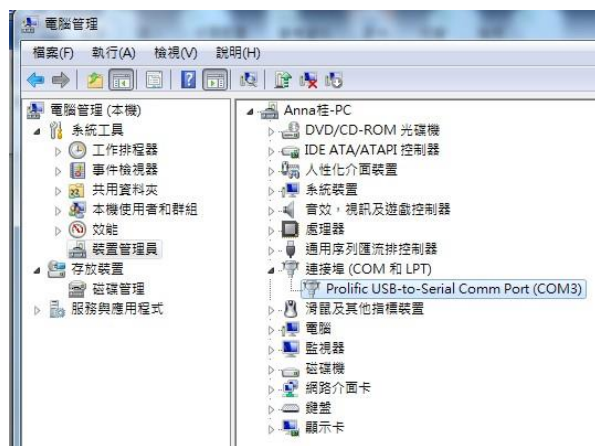 電腦管理
檔案(F) 執行(A) 檢視(V) 說明(H)
電腦管理 (本機)
系統工具
工作排程器
事件檢視器
共用資料夾
本機使用者和群組
效能
裝置管理員
存放裝置
磁碟管理
服務與應用程式
Anna桂-PC
DVD/CD-ROM 光碟機
IDE ATA/ATAPI 控制器
人性化介面裝置
系統裝置
音效，視訊及遊戲控制器
處理器
通用序列匯流排控制器
連接埠 (COM 和 LPT)
Prolific USB-to-Serial Comm Port (COM3)
滑鼠及其他指標裝置
電腦
監視器
磁碟機
網路介面卡
鍵盤
顯示卡